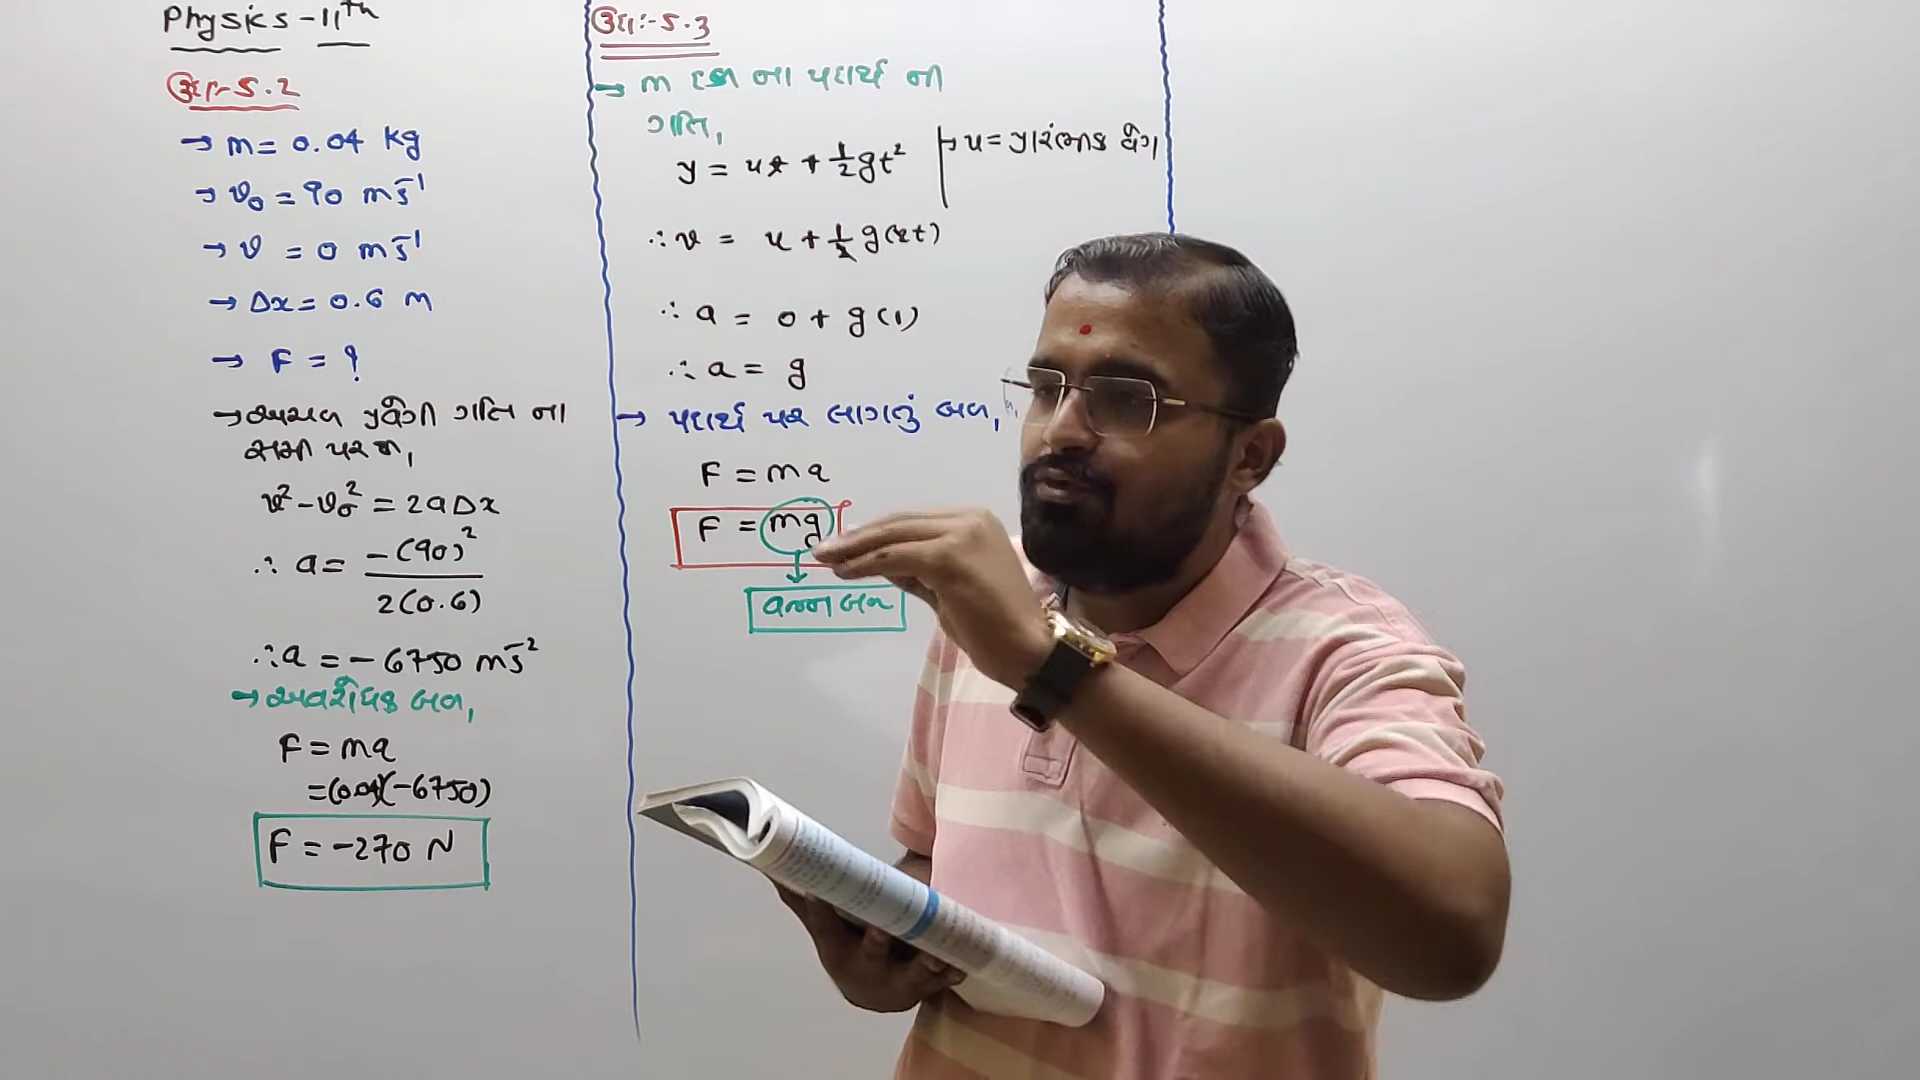 Physics - 11th
ઉદા:- 5.2
→ m = 0.04 kg
→ v₀ = 90 ms⁻¹
→ v = 0 ms⁻¹
→ Δx = 0.6 m
→ F = ?
→ અચળ પ્રવેગી ગતિ ના
સમી પરથી,
v² - v₀² = 2aΔx
∴ a = -(90)²
2(0.6)
∴ a = -6750 ms⁻²
→ અવરોધક બળ,
F = ma
= (0.04)(-6750)
F = -270 N
ઉદા:- 5.3
→ m દળ ના પદાર્થ ની
ગતિ,
y = ut + ½gt²
→ u = પ્રારંભિક વેગ
∴ v = u + ½ g(2t)
∴ a = 0 + g(1)
∴ a = g
→ પદાર્થ પર લાગતું બળ,
F = ma
F = mg
વજન બળ